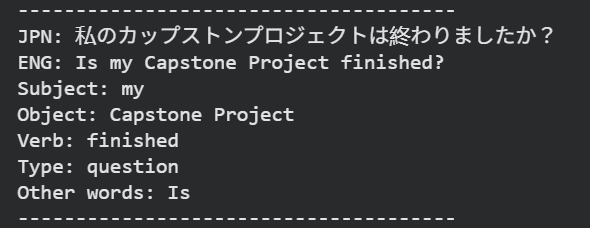 ----------------------------------------
JPN: 私のカップストンプロジェクトは終わりましたか？
ENG: Is my Capstone Project finished?
Subject: my
Object: Capstone Project
Verb: finished
Type: question
Other words: Is
----------------------------------------